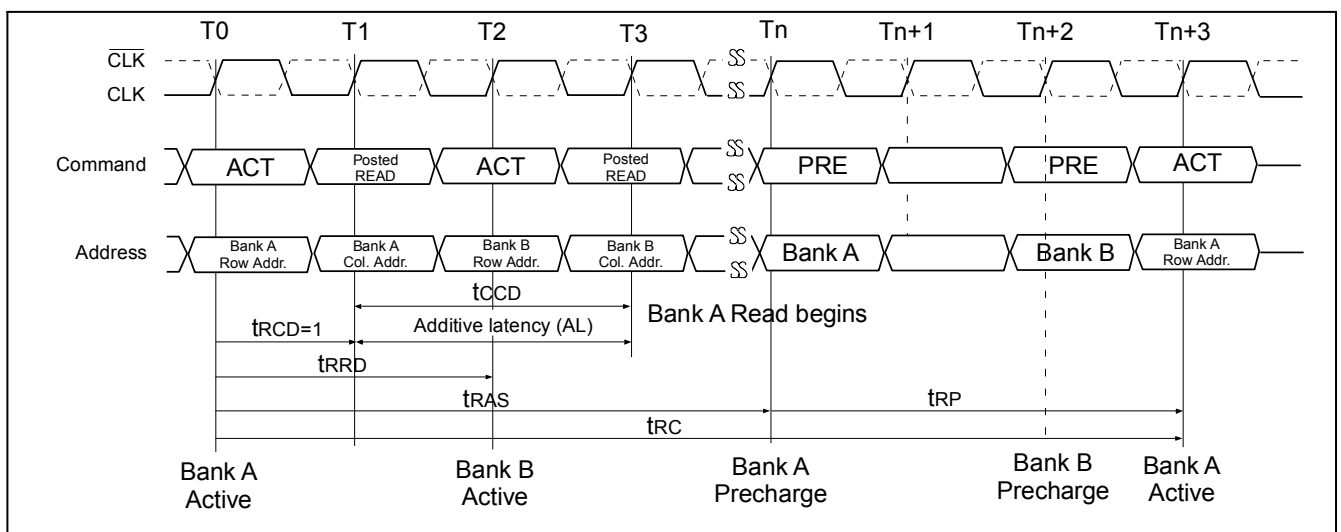 T0 T1 T2 T3 Tn Tn+1 Tn+2 Tn+3
CLK
CLK
Command ACT Posted READ ACT Posted READ PRE PRE ACT
Address Bank A Row Addr. Bank A Col. Addr. Bank B Row Addr. Bank B Col. Addr. Bank A Bank B Bank A Row Addr.
tCCD
Bank A Read begins
tRCD=1 Additive latency (AL)
tRRD
tRAS tRP
tRC
Bank A Active Bank B Active Bank A Precharge Bank B Precharge Bank A Active